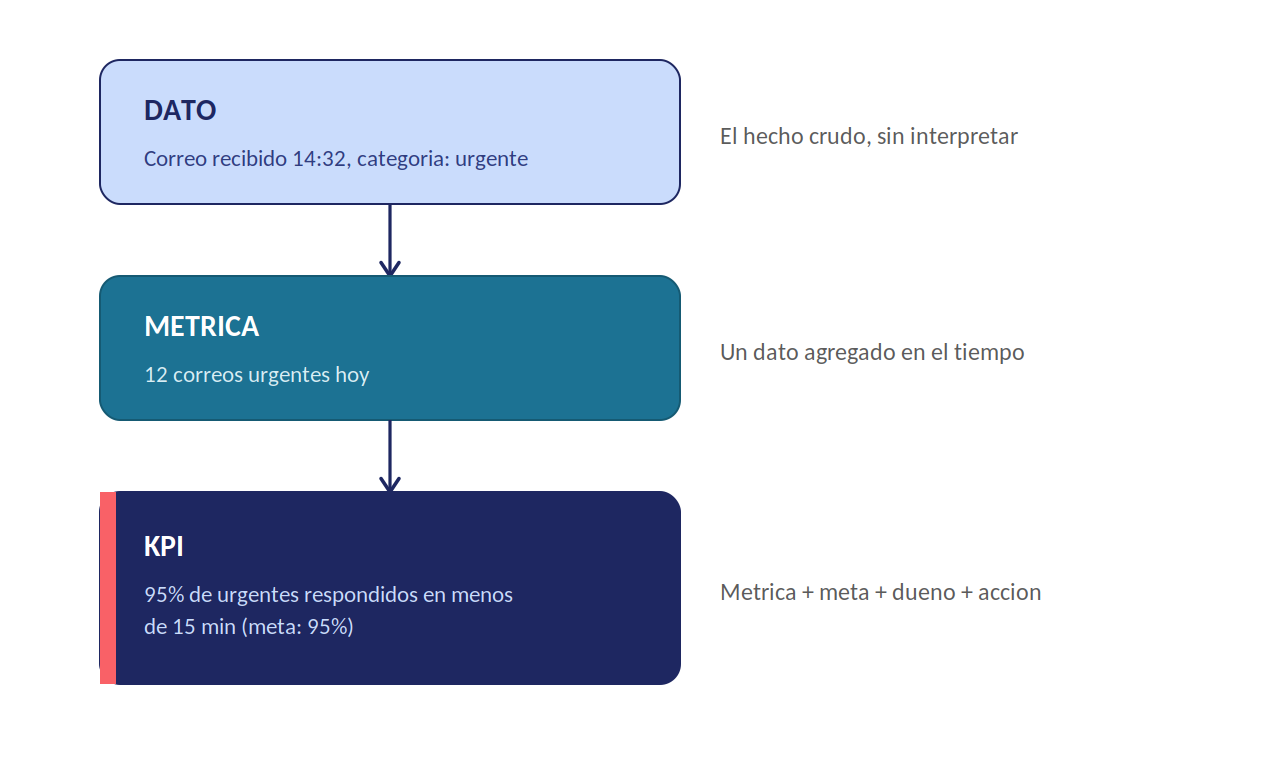 DATO
Correo recibido 14:32, categoria: urgente
El hecho crudo, sin interpretar
METRICA
12 correos urgentes hoy
Un dato agregado en el tiempo
KPI
95% de urgentes respondidos en menos
de 15 min (meta: 95%)
Metrica + meta + dueno + accion